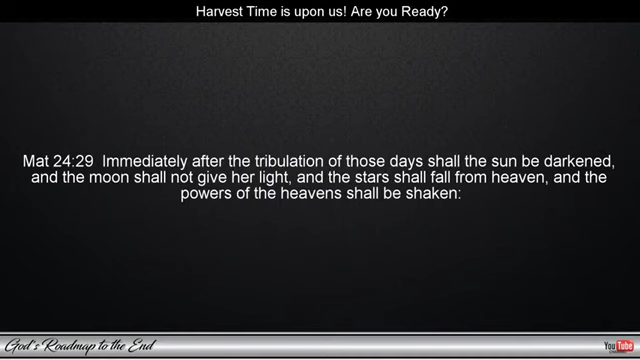 Harvest Time is upon us! Are you Ready?
Mat 24:29  Immediately after the tribulation of those days shall the sun be darkened,
and the moon shall not give her light, and the stars shall fall from heaven, and the
powers of the heavens shall be shaken:
God's Roadmap to the End
YouTube